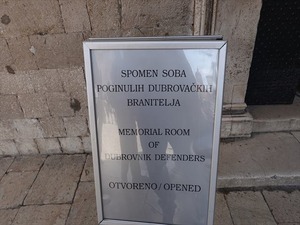 SPOMEN SOBA
POGINULIH DUBROVAČKIH
BRANITELJA
MEMORIAL ROOM
OF
DUBROVNIK DEFENDERS
OTVORENO/OPENED